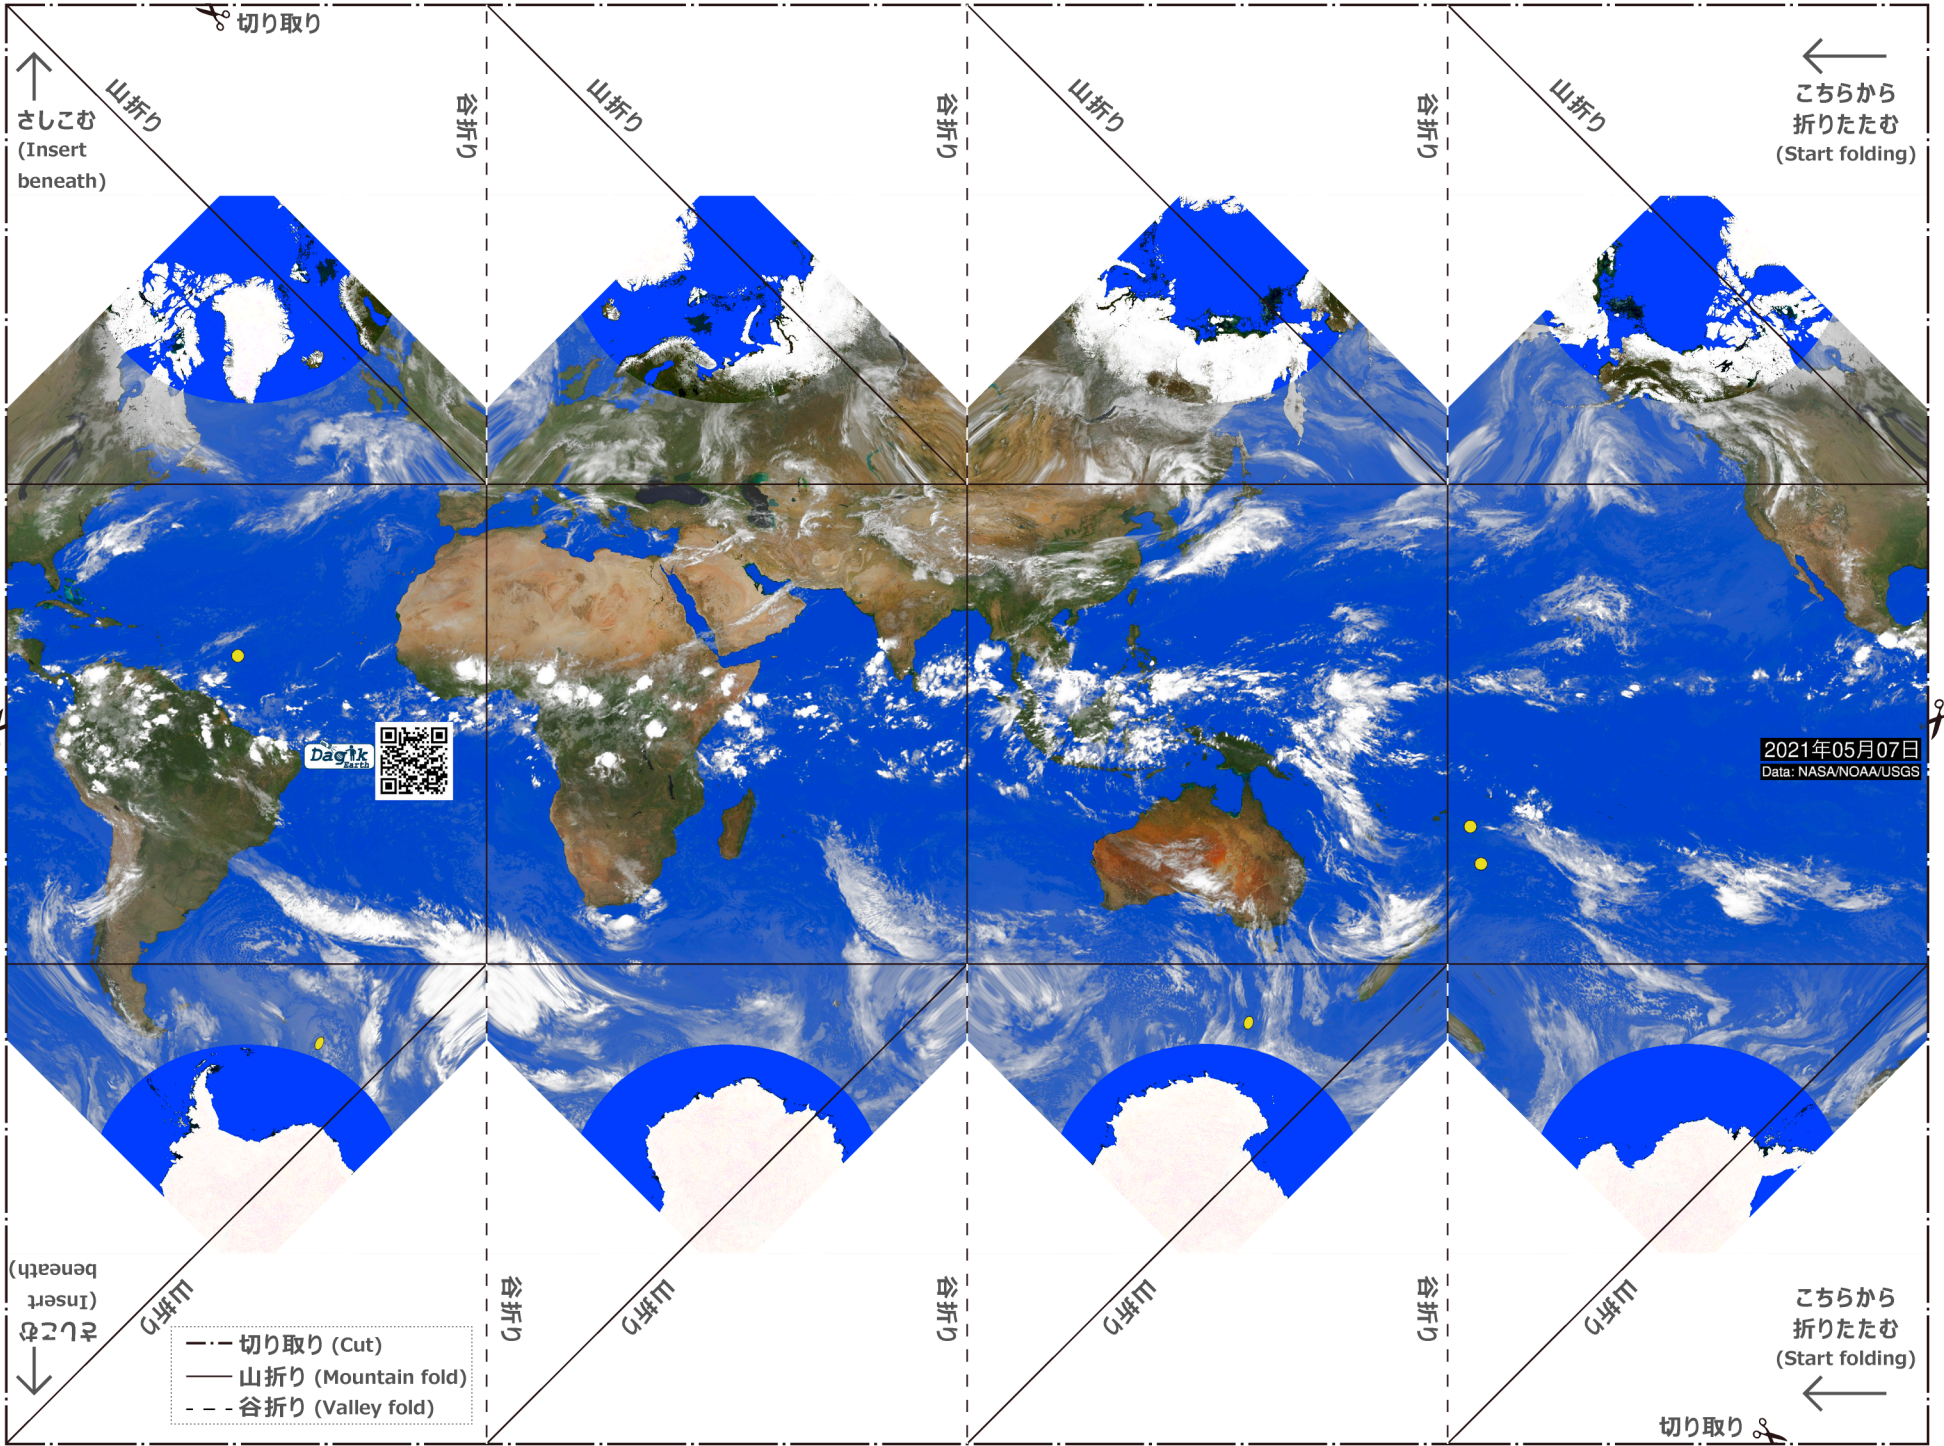 切り取り
さしこむ
(Insert
beneath)
山折り
谷折り
山折り
谷折り
山折り
谷折り
山折り
こちらから
折りたたむ
(Start folding)
Dagik
Earth
2021年05月07日
Data: NASA/NOAA/USGS
さしこむ
(Insert
beneath)
山折り
谷折り
山折り
谷折り
山折り
谷折り
山折り
こちらから
折りたたむ
(Start folding)
切り取り (Cut)
山折り (Mountain fold)
谷折り (Valley fold)
切り取り